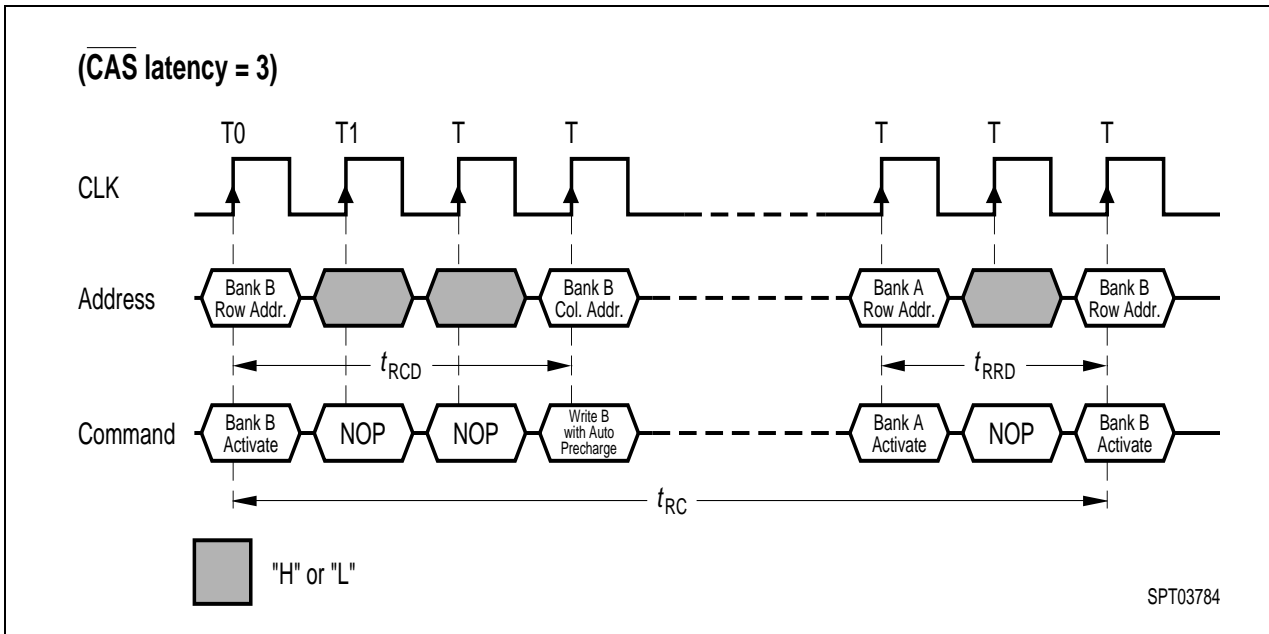 (CAS latency = 3)
T0 T1 T T T T T
CLK
Address
Bank B Row Addr.
Bank B Col. Addr.
Bank A Row Addr.
Bank B Row Addr.
tRCD
tRRD
Command
Bank B Activate
NOP
NOP
Write B with Auto Precharge
Bank A Activate
NOP
Bank B Activate
tRC
"H" or "L"
SPT03784